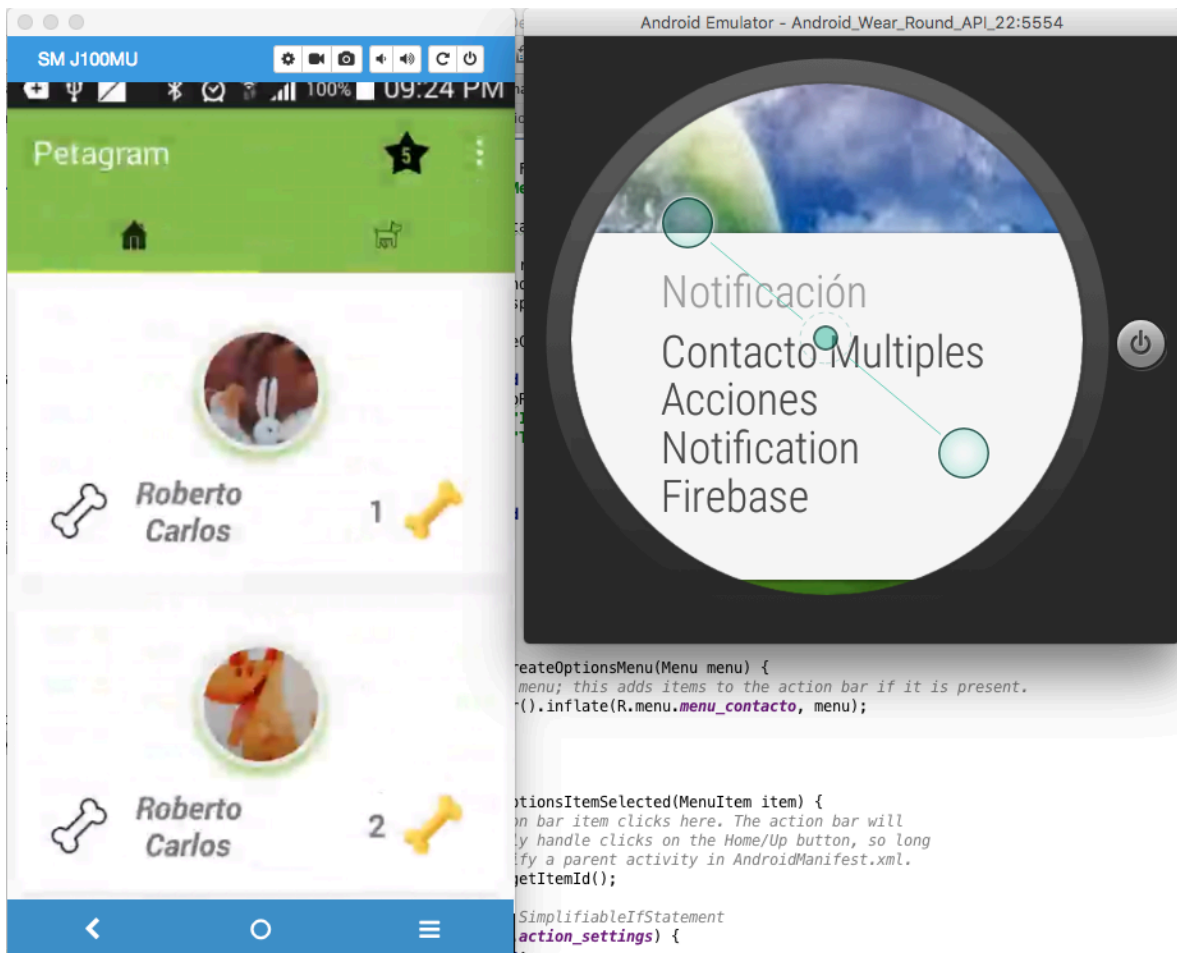 SM J100MU
100% 09:24 PM
Petagram
5
Roberto
Carlos
1
Roberto
Carlos
2
Android Emulator - Android_Wear_Round_API_22:5554
Notificación
Contacto Multiples
Acciones
Notification
Firebase
reateOptionsMenu(Menu menu) {
menu; this adds items to the action bar if it is present.
r().inflate(R.menu.menu_contacto, menu);
ptionsItemSelected(MenuItem item) {
on bar item clicks here. The action bar will
ly handle clicks on the Home/Up button, so long
ify a parent activity in AndroidManifest.xml.
getItemId();
SimplifiableIfStatement
.action_settings) {